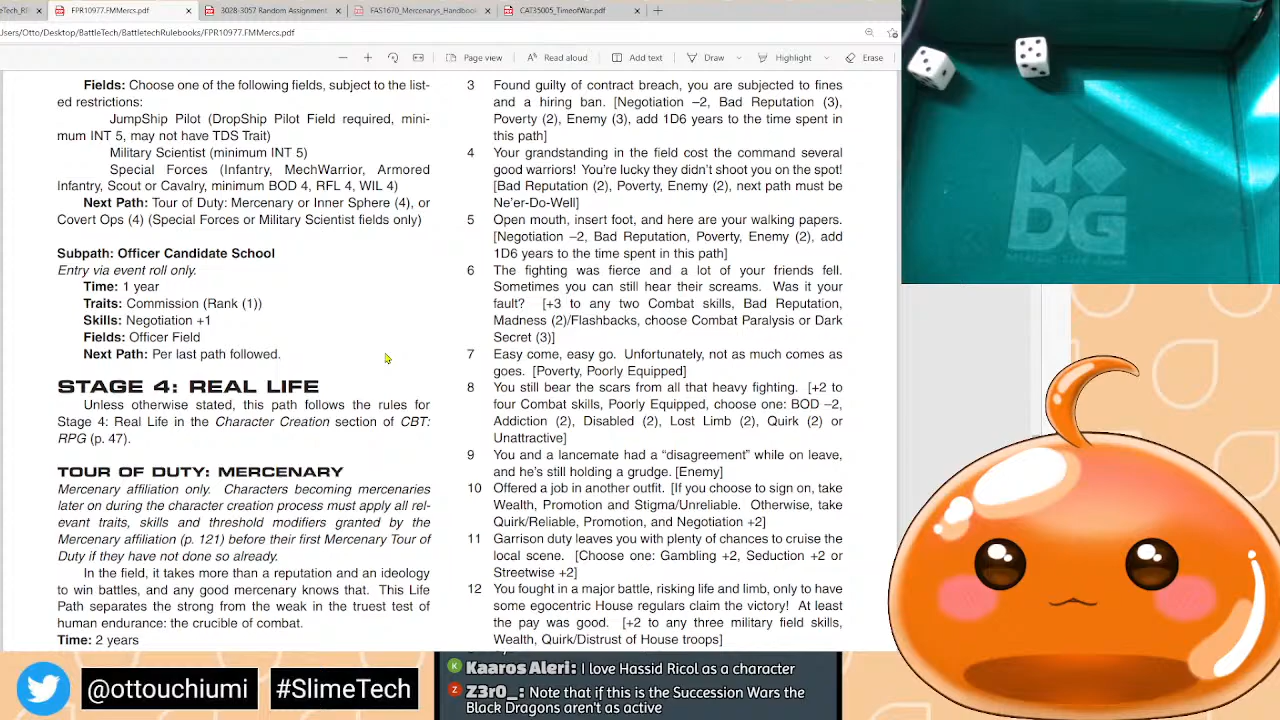 eTech_RI
FPR10977.FMMercs.pdf
3028-3057 Random Assignment
FAS1670_Mercenarys_Handbook
CAT35005_TimeofWar.pdf
sers/Otto/Desktop/BattleTech/BattletechRulebooks/FPR10977.FMMercs.pdf
Page view
Read aloud
Add text
Draw
Highlight
Erase
Fields: Choose one of the following fields, subject to the list-
ed restrictions:
JumpShip Pilot (DropShip Pilot Field required, mini-
mum INT 5, may not have TDS Trait)
Military Scientist (minimum INT 5)
Special Forces (Infantry, MechWarrior, Armored
Infantry, Scout or Cavalry, minimum BOD 4, RFL 4, WIL 4)
Next Path: Tour of Duty: Mercenary or Inner Sphere (4), or
Covert Ops (4) (Special Forces or Military Scientist fields only)
Subpath: Officer Candidate School
Entry via event roll only.
Time: 1 year
Traits: Commission (Rank (1))
Skills: Negotiation +1
Fields: Officer Field
Next Path: Per last path followed.
STAGE 4: REAL LIFE
Unless otherwise stated, this path follows the rules for
Stage 4: Real Life in the Character Creation section of CBT:
RPG (p. 47).
TOUR OF DUTY: MERCENARY
Mercenary affiliation only. Characters becoming mercenaries
later on during the character creation process must apply all rel-
evant traits, skills and threshold modifiers granted by the
Mercenary affiliation (p. 121) before their first Mercenary Tour of
Duty if they have not done so already.
In the field, it takes more than a reputation and an ideology
to win battles, and any good mercenary knows that. This Life
Path separates the strong from the weak in the truest test of
human endurance: the crucible of combat.
Time: 2 years
3 Found guilty of contract breach, you are subjected to fines
and a hiring ban. [Negotiation –2, Bad Reputation (3),
Poverty (2), Enemy (3), add 1D6 years to the time spent in
this path]
4 Your grandstanding in the field cost the command several
good warriors! You're lucky they didn't shoot you on the spot!
[Bad Reputation (2), Poverty, Enemy (2), next path must be
Ne'er-Do-Well]
5 Open mouth, insert foot, and here are your walking papers.
[Negotiation –2, Bad Reputation, Poverty, Enemy (2), add
1D6 years to the time spent in this path]
6 The fighting was fierce and a lot of your friends fell.
Sometimes you can still hear their screams. Was it your
fault? [+3 to any two Combat skills, Bad Reputation,
Madness (2)/Flashbacks, choose Combat Paralysis or Dark
Secret (3)]
7 Easy come, easy go. Unfortunately, not as much comes as
goes. [Poverty, Poorly Equipped]
8 You still bear the scars from all that heavy fighting. [+2 to
four Combat skills, Poorly Equipped, choose one: BOD –2,
Addiction (2), Disabled (2), Lost Limb (2), Quirk (2) or
Unattractive]
9 You and a lancemate had a “disagreement” while on leave,
and he's still holding a grudge. [Enemy]
10 Offered a job in another outfit. [If you choose to sign on, take
Wealth, Promotion and Stigma/Unreliable. Otherwise, take
Quirk/Reliable, Promotion, and Negotiation +2]
11 Garrison duty leaves you with plenty of chances to cruise the
local scene. [Choose one: Gambling +2, Seduction +2 or
Streetwise +2]
12 You fought in a major battle, risking life and limb, only to have
some egocentric House regulars claim the victory! At least
the pay was good. [+2 to any three military field skills,
Wealth, Quirk/Distrust of House troops]
MDG
@ottouchiumi
#SlimeTech
K Kaaros Aleri: I love Hassid Ricol as a character
Z Z3r0_: Note that if this is the Succession Wars the
Black Dragons aren't as active